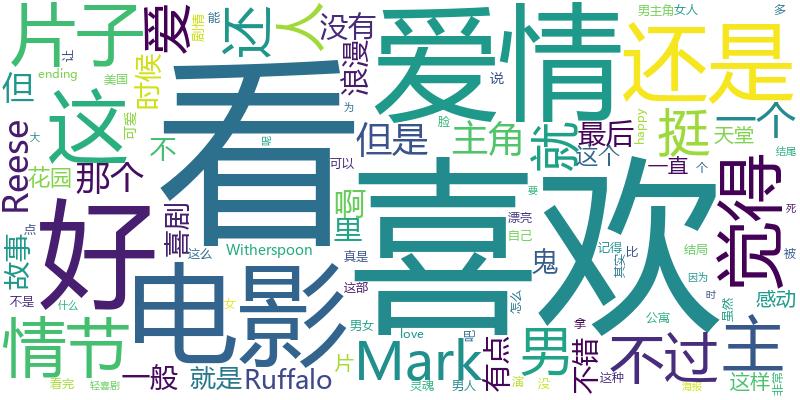 片子
爱
剧情
能
还
人
没有
爱情
男主角
女人
多
还是
让
ending
美国
时候
浪漫
但
这
看
说
为
脸
可爱
大
呢
但是
主角
就
最后
happy
挺
一个
天堂
结尾
Reese
不
可以
这个
花园
那个
啊
里
喜欢
一直
个
觉得
死
故事
好
点
喜剧
这么
Witherspoon
真是
要
漂亮
自己
鬼
记得
比
结局
其实
因为
被
不是
什么
电影
这部
怎么
时
虽然
感动
情节
女
男女
love
吧
有点
男
拿
公寓
不错
不过
主
看完
轻喜剧
一般
就是
Ruffalo
片
Mark
灵魂
男人
演
没
这种
海报
这样
非常